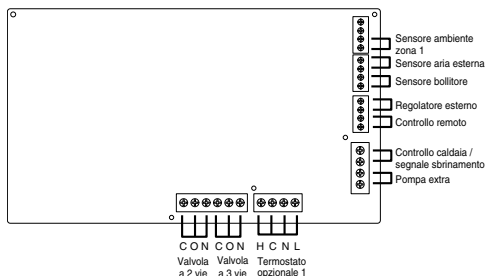 Sensore ambiente
zona 1
Sensore aria esterna
Sensore bollitore
Regolatore esterno
Controllo remoto
Controllo caldaia /
segnale sbrinamento
Pompa extra
C O N C O N H C N L
Valvola Valvola Termostato
a 2 vie a 3 vie opzionale 1